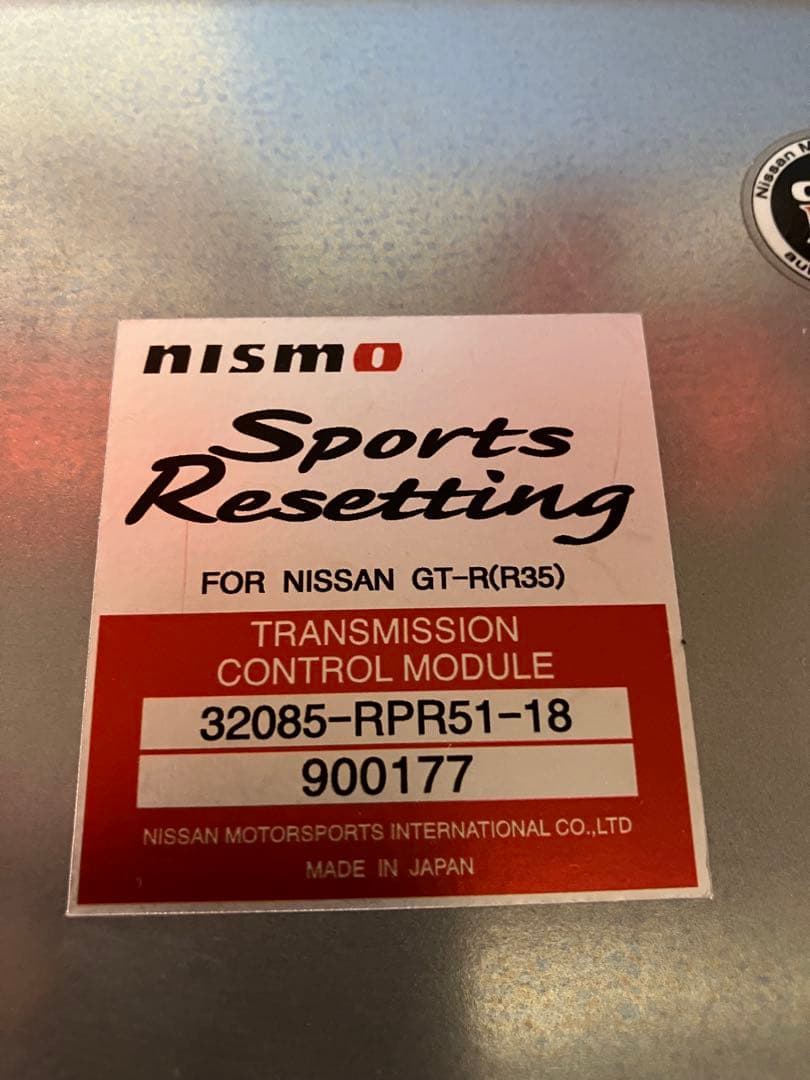 nismo
Sports
Resetting
FOR NISSAN GT-R(R35)
TRANSMISSION
CONTROL MODULE
32085-RPR51-18
900177
NISSAN MOTORSPORTS INTERNATIONAL CO.,LTD
MADE IN JAPAN
Nissan